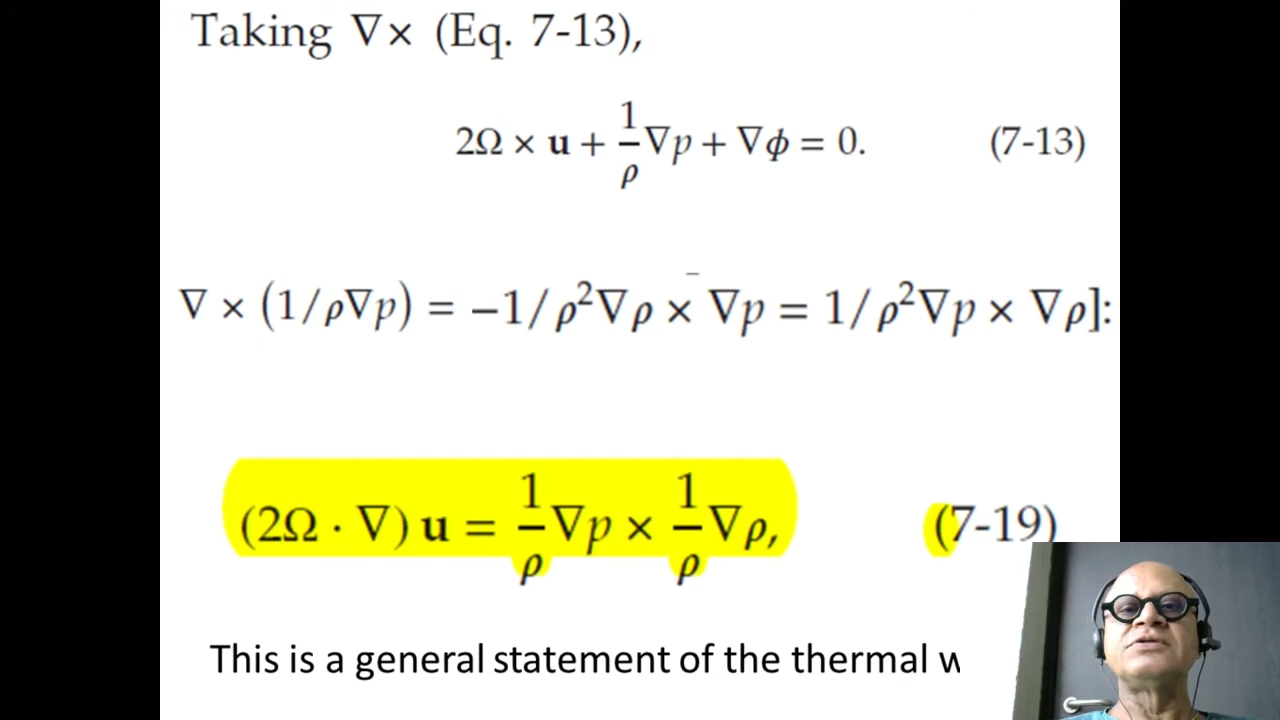 Taking ∇× (Eq. 7-13),
2Ω × u + 1/ρ ∇p + ∇ϕ = 0. (7-13)
∇ × (1/ρ∇p) = −1/ρ²∇ρ × ∇p = 1/ρ²∇p × ∇ρ]:
(2Ω · ∇) u = 1/ρ ∇p × 1/ρ ∇ρ, (7-19)
This is a general statement of the thermal w